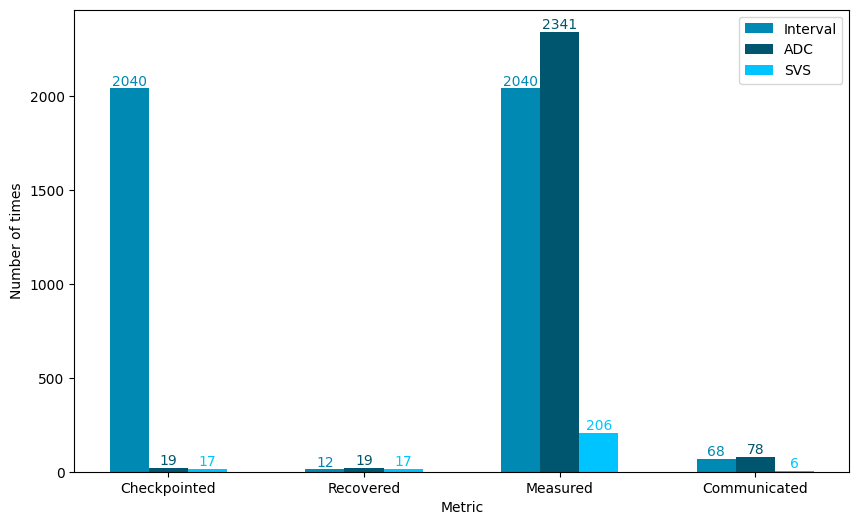 2341
Interval
ADC
SVS
2040
2040
2000
1500
Number of times
1000
500
206
68
78
6
19
17
12
19
17
0
Checkpointed
Recovered
Measured
Communicated
Metric